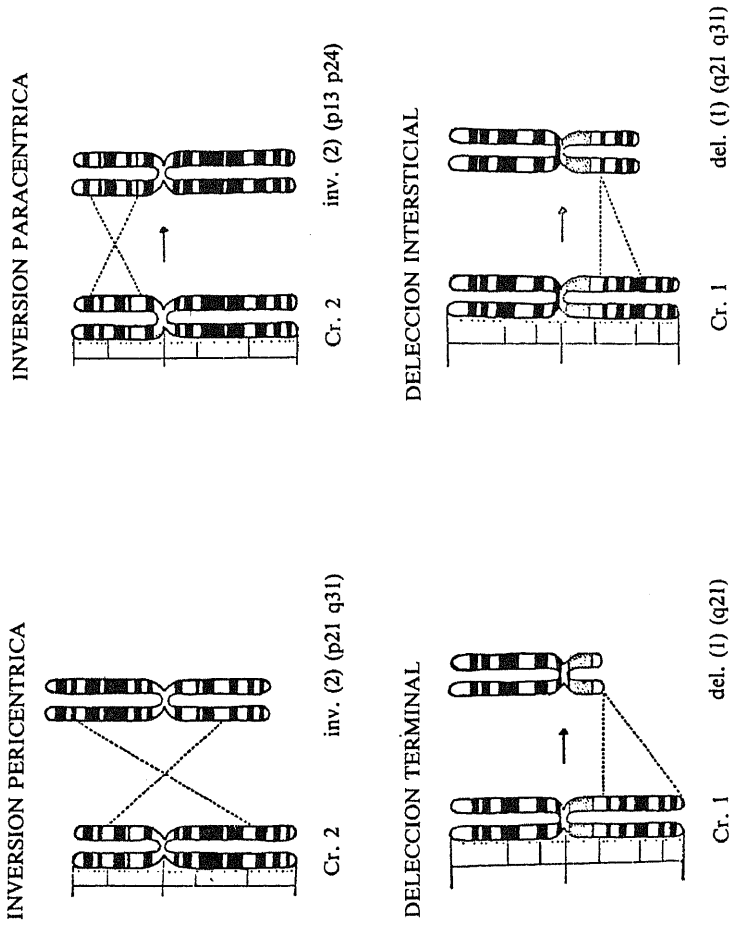 INVERSION PERICENTRICA
Cr. 2
inv. (2) (p21 q31)
INVERSION PARACENTRICA
Cr. 2
inv. (2) (p13 p24)
DELECCION TERMINAL
Cr. 1
del. (1) (q21)
DELECCION INTERSTICIAL
Cr. 1
del. (1) (q21 q31)